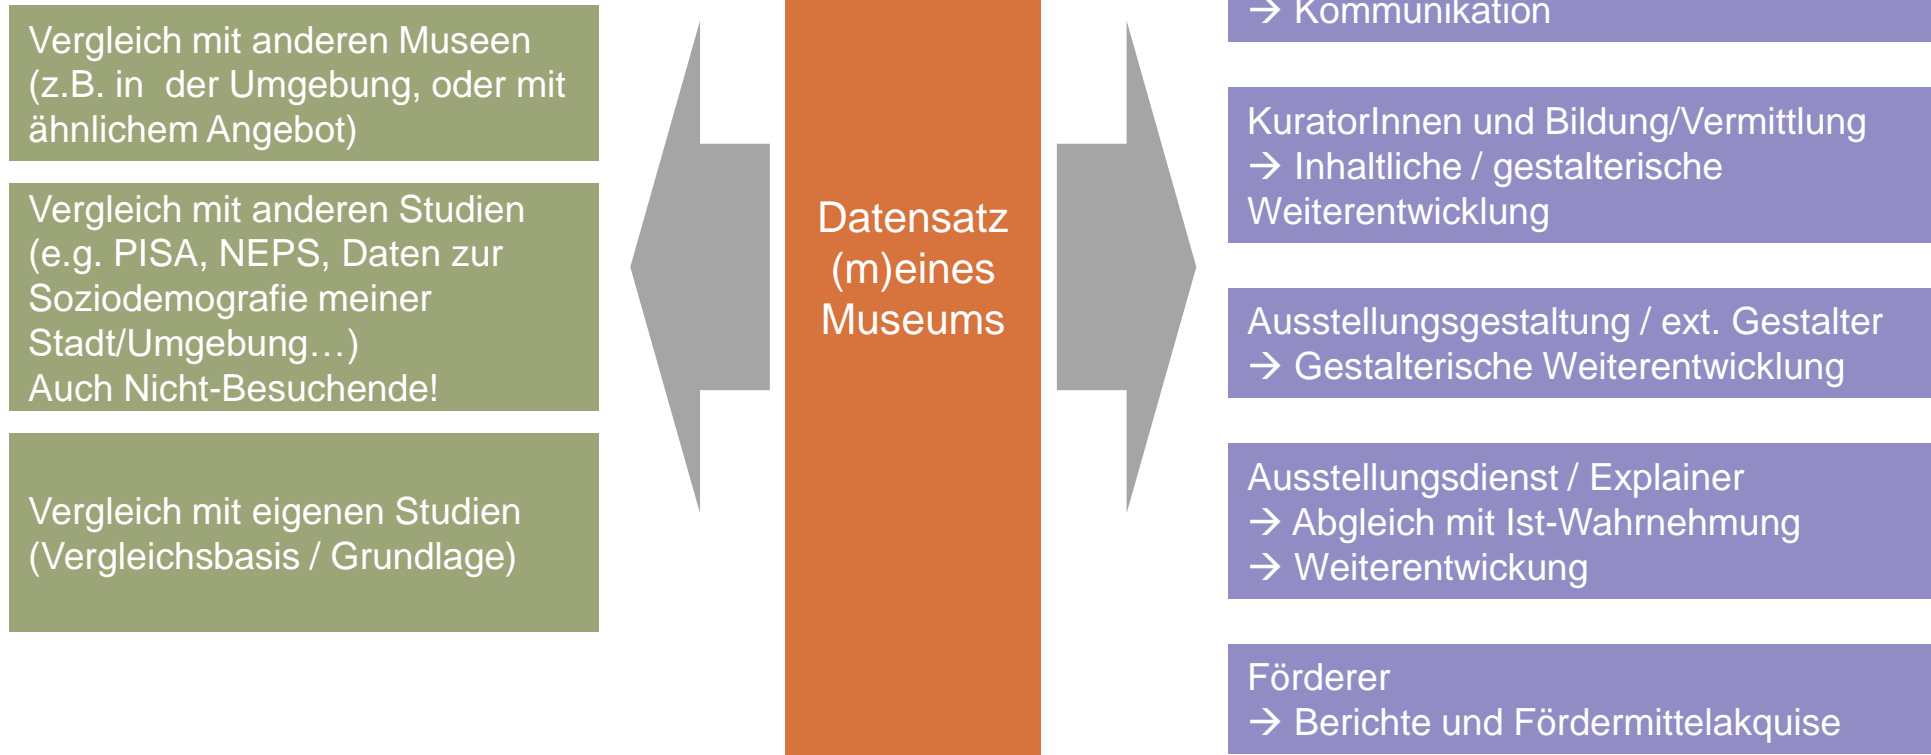 Vergleich mit anderen Museen
(z.B. in  der Umgebung, oder mit
ähnlichem Angebot)
Vergleich mit anderen Studien
(e.g. PISA, NEPS, Daten zur
Soziodemografie meiner
Stadt/Umgebung…)
Auch Nicht-Besuchende!
Vergleich mit eigenen Studien
(Vergleichsbasis / Grundlage)
Datensatz
(m)eines
Museums
→ Kommunikation
KuratorInnen und Bildung/Vermittlung
→ Inhaltliche / gestalterische
Weiterentwicklung
Ausstellungsgestaltung / ext. Gestalter
→ Gestalterische Weiterentwicklung
Ausstellungsdienst / Explainer
→ Abgleich mit Ist-Wahrnehmung
→ Weiterentwickung
Förderer
→ Berichte und Fördermittelakquise